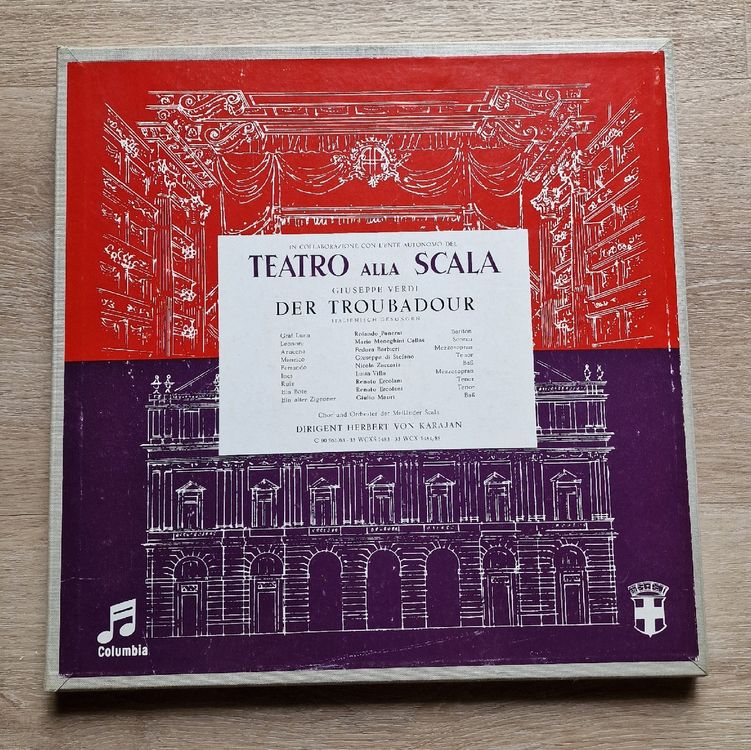 IN COLLABORAZIONE CON L'ENTE AUTONOMO DEL
TEATRO ALLA SCALA
GIUSEPPE VERDI
DER TROUBADOUR
ITALIENISCH GESUNGEN
Graf Luna Rolando Panerai Bariton
Leonore Maria Meneghini Callas Sopran
Azucena Fedora Barbieri Mezzosopran
Manrico Giuseppe di Stefano Tenor
Fernando Nicola Zaccaria Baß
Ines Luisa Villa Mezzosopran
Ruiz Renato Ercolani Tenor
Ein Bote Renato Ercolani Tenor
Ein alter Zigeuner Giulio Mauri Baß
Chor und Orchester der Mailänder Scala
DIRIGENT HERBERT VON KARAJAN
Columbia